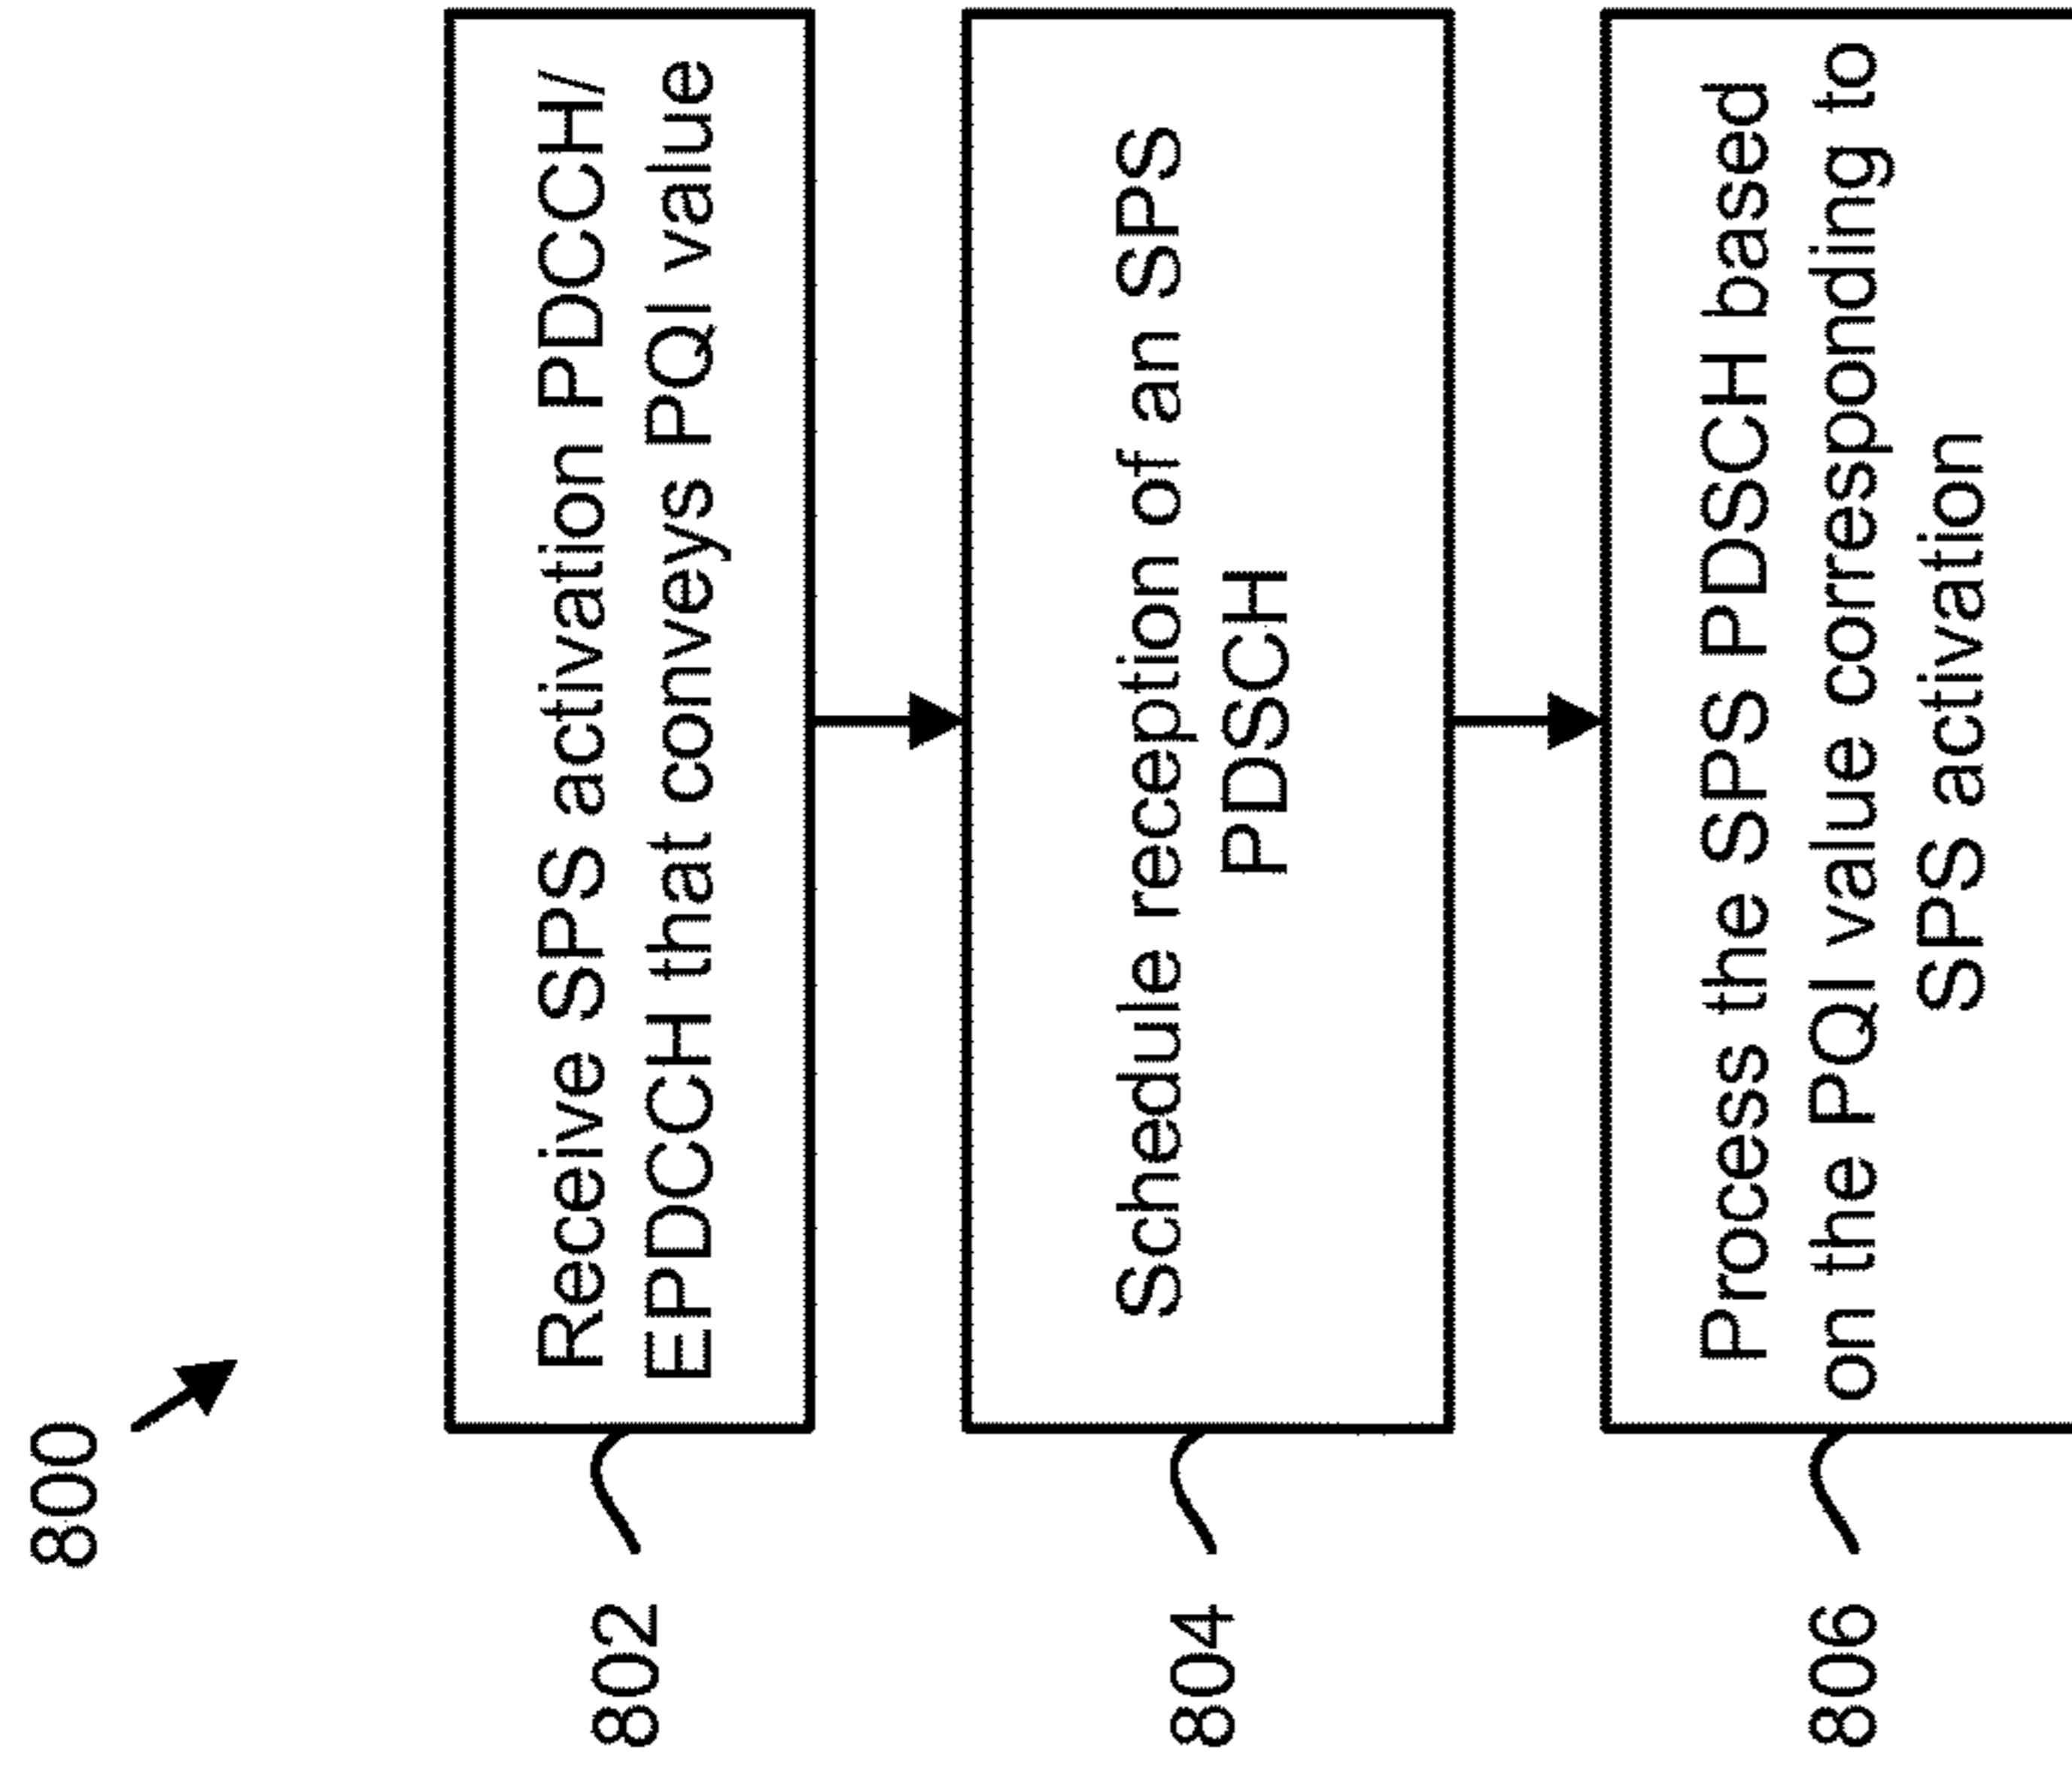 800
802
Receive SPS activation PDCCH/
EPDCCH that conveys PQI value
804
Schedule reception of an SPS
PDSCH
806
Process the SPS PDSCH based
on the PQI value corresponding to
SPS activation